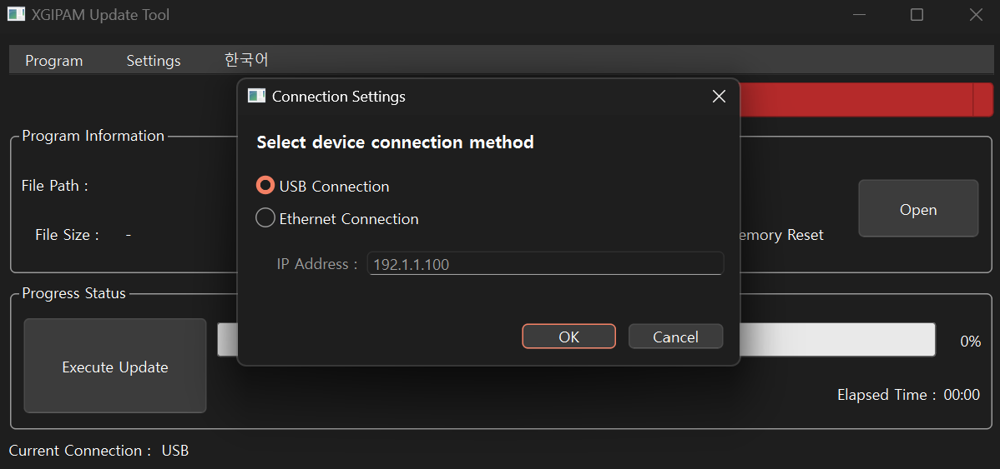 XGIPAM Update Tool
Program Settings 한국어
Connection Settings
Select device connection method
USB Connection
Ethernet Connection
IP Address : 192.1.1.100
OK Cancel
Program Information
File Path :
Open
File Size : -
emory Reset
Progress Status
Execute Update
0%
Elapsed Time : 00:00
Current Connection : USB